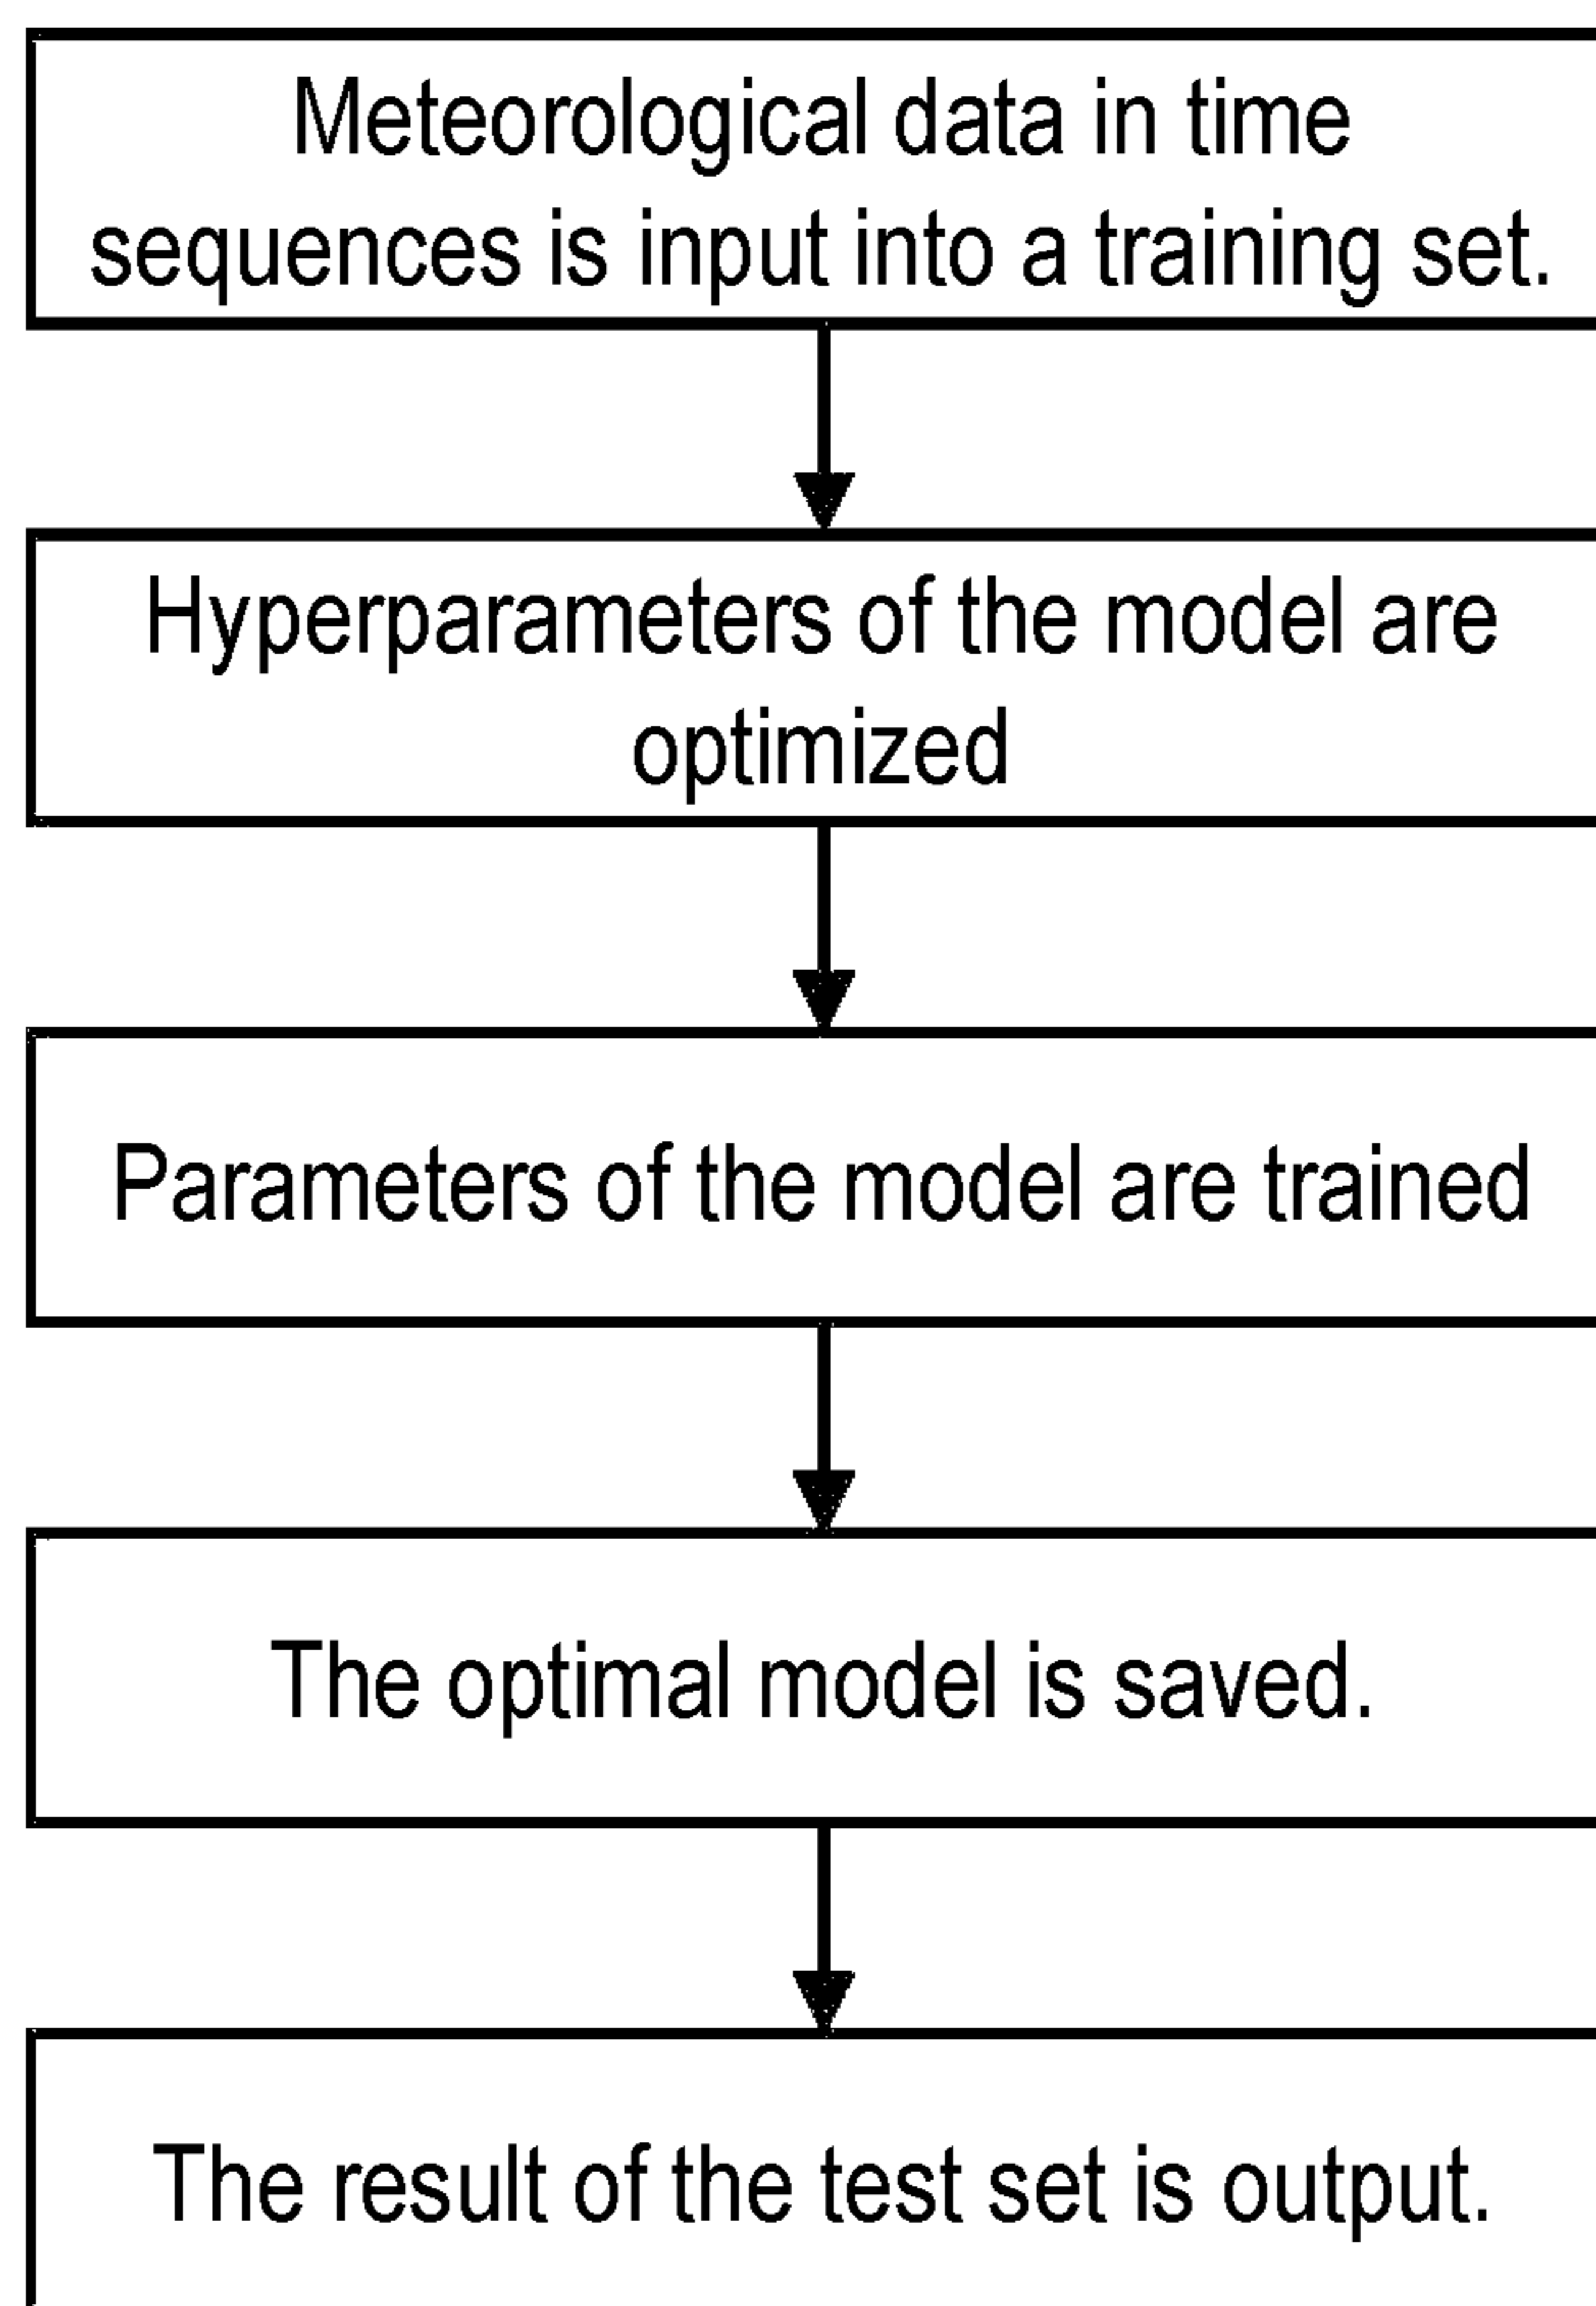 Meteorological data in time
sequences is input into a training set.
Hyperparameters of the model are
optimized
Parameters of the model are trained
The optimal model is saved.
The result of the test set is output.